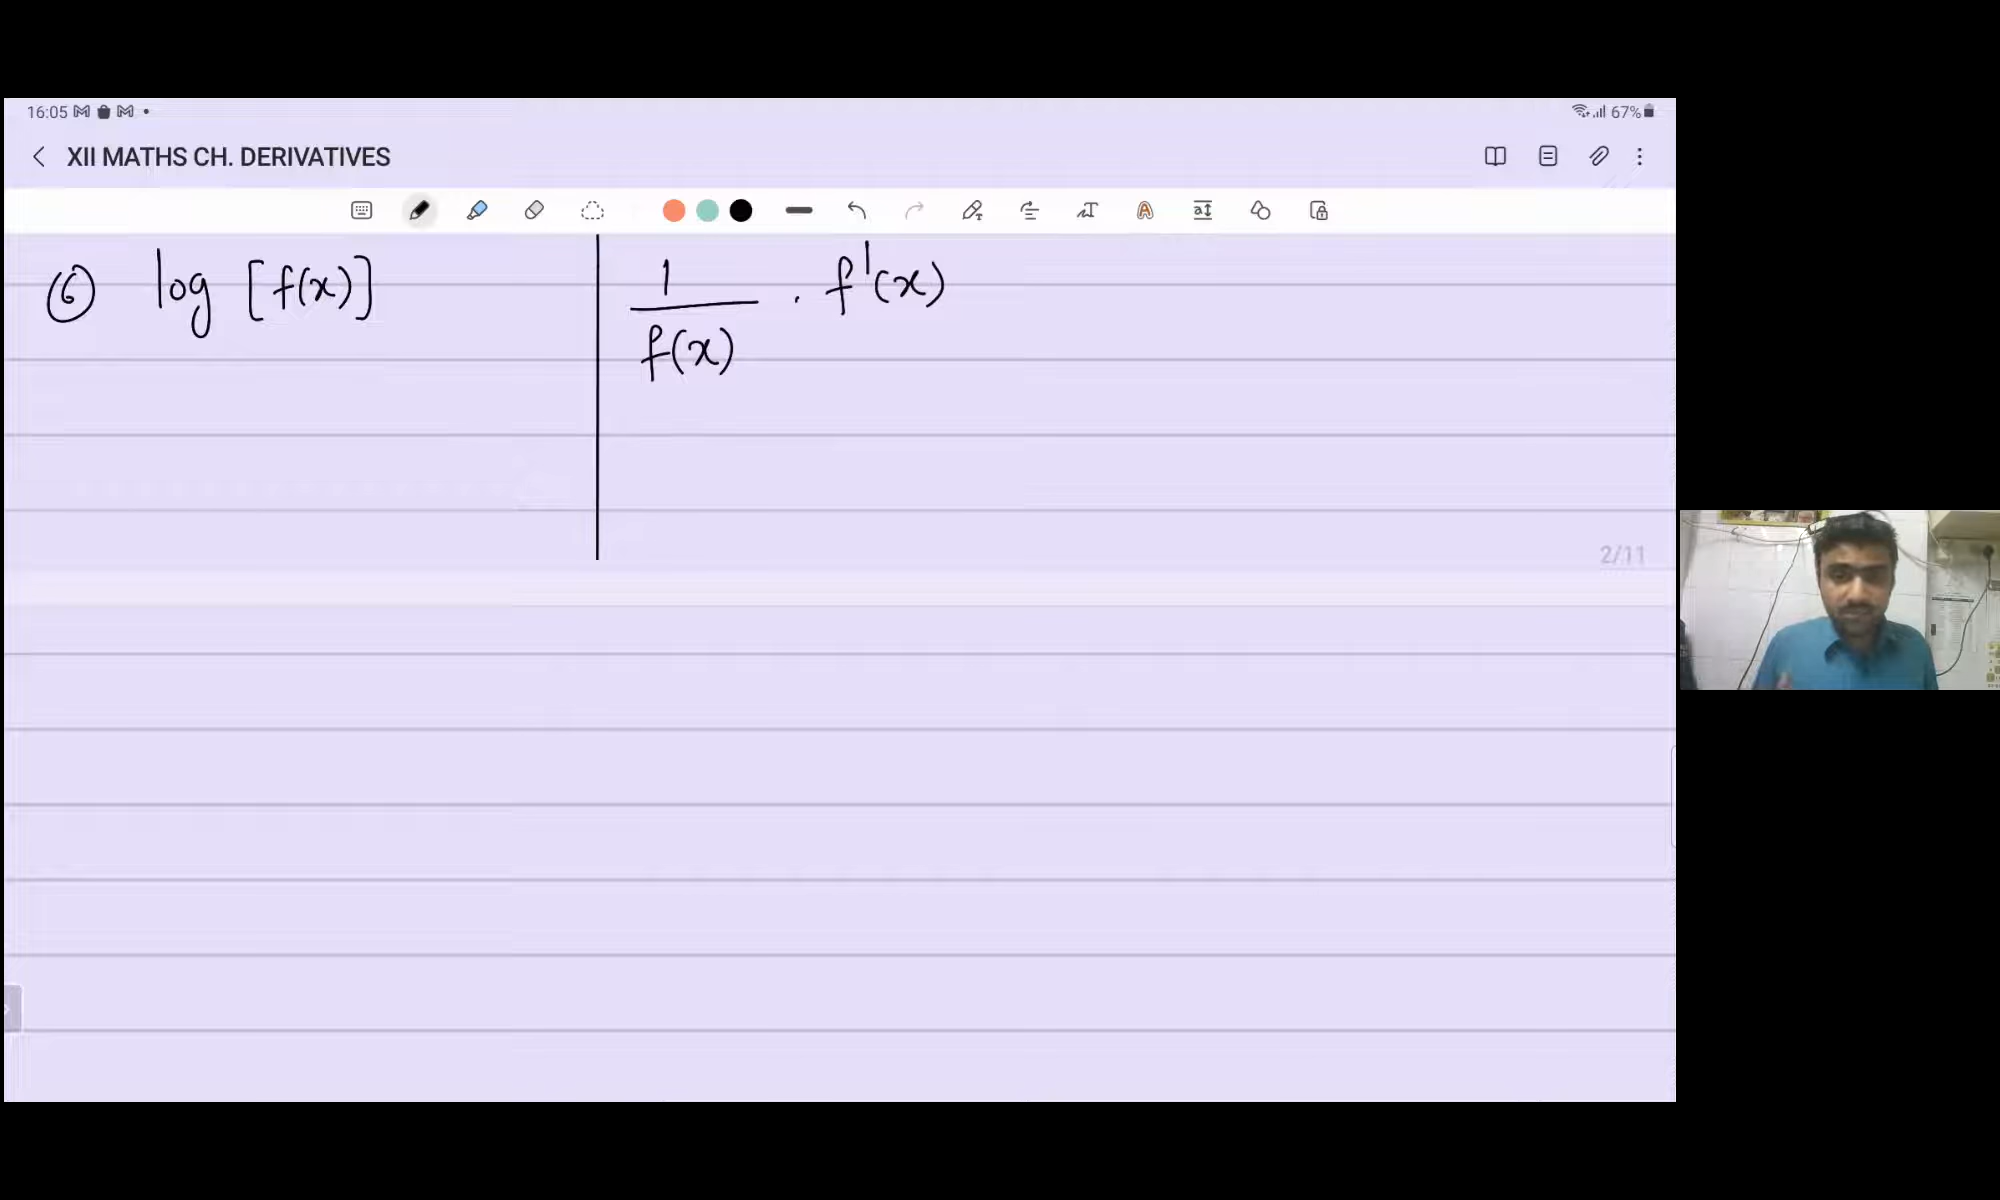 16:05
67%
XII MATHS CH. DERIVATIVES
⑥ log [f(x)] | 1/f(x) . f'(x)
2/11